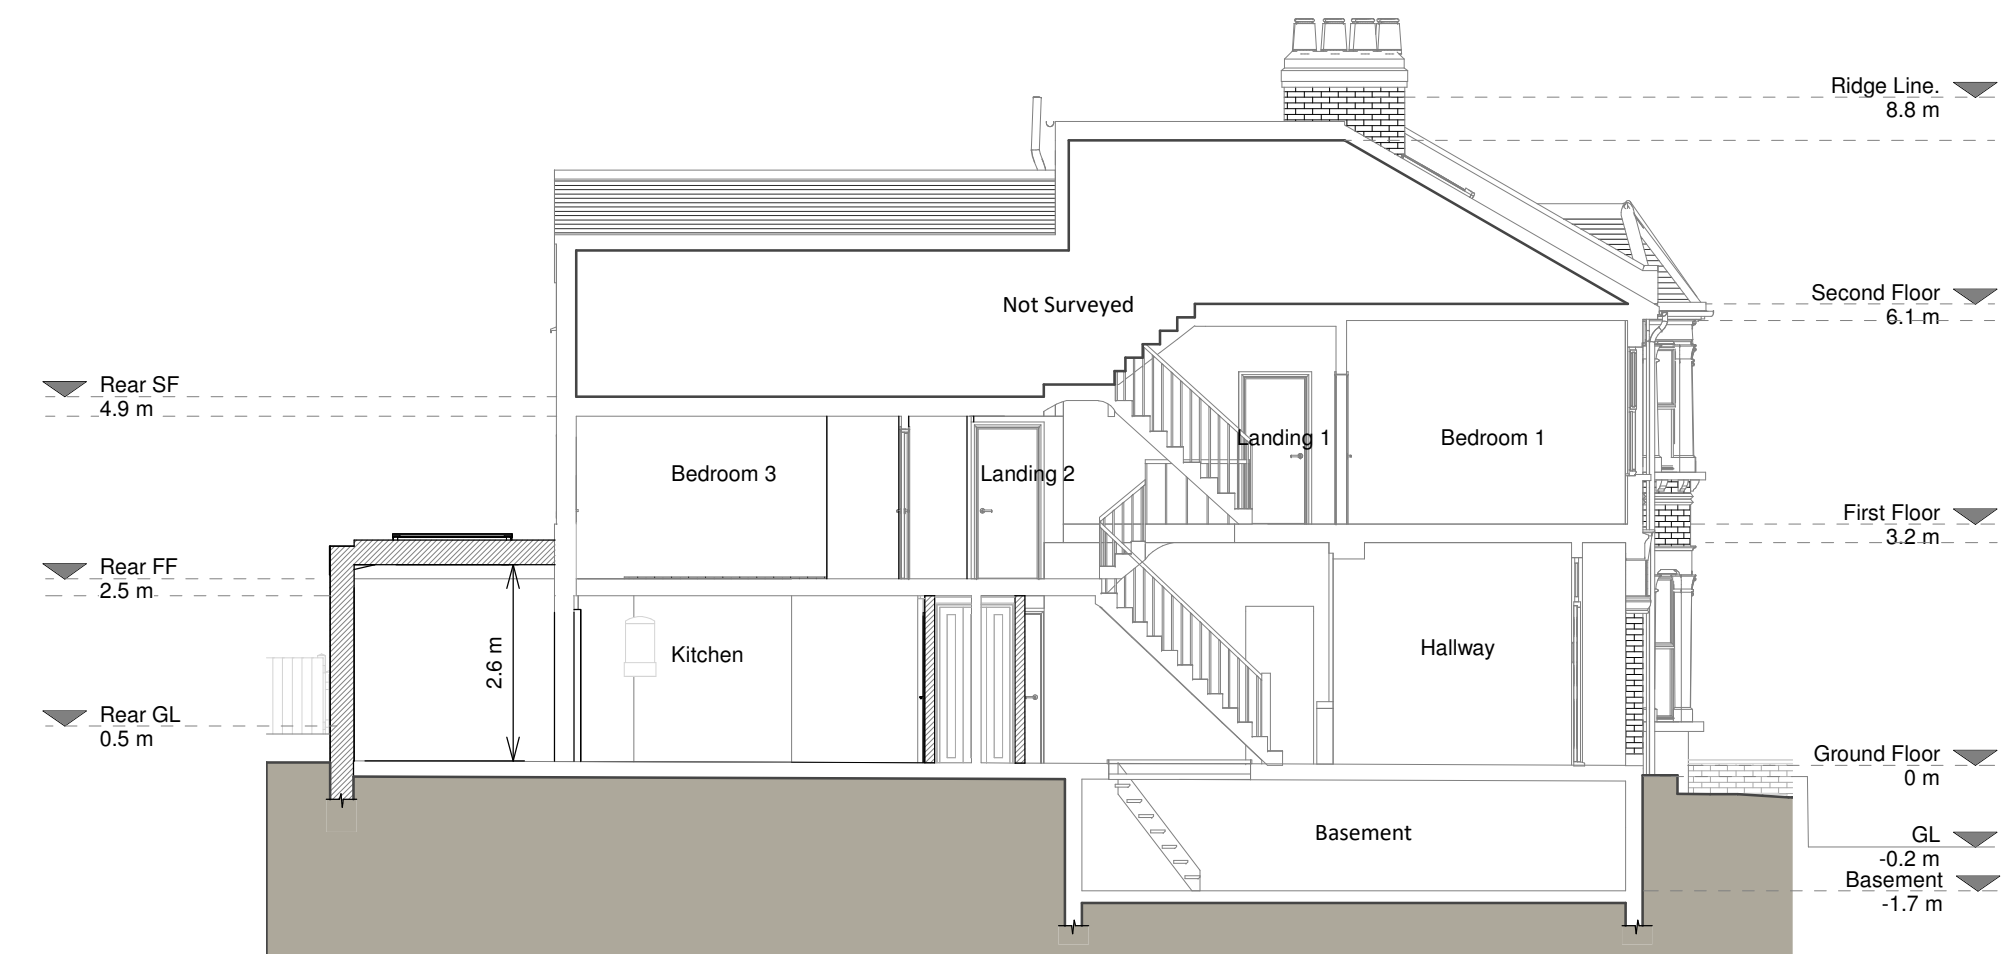 Ridge Line.
8.8 m
Second Floor
6.1 m
Not Surveyed
Rear SF
4.9 m
Landing 1
Bedroom 1
Bedroom 3
Landing 2
First Floor
3.2 m
Rear FF
2.5 m
2.6 m
Kitchen
Hallway
Rear GL
0.5 m
Ground Floor
0 m
Basement
GL
-0.2 m
Basement
-1.7 m